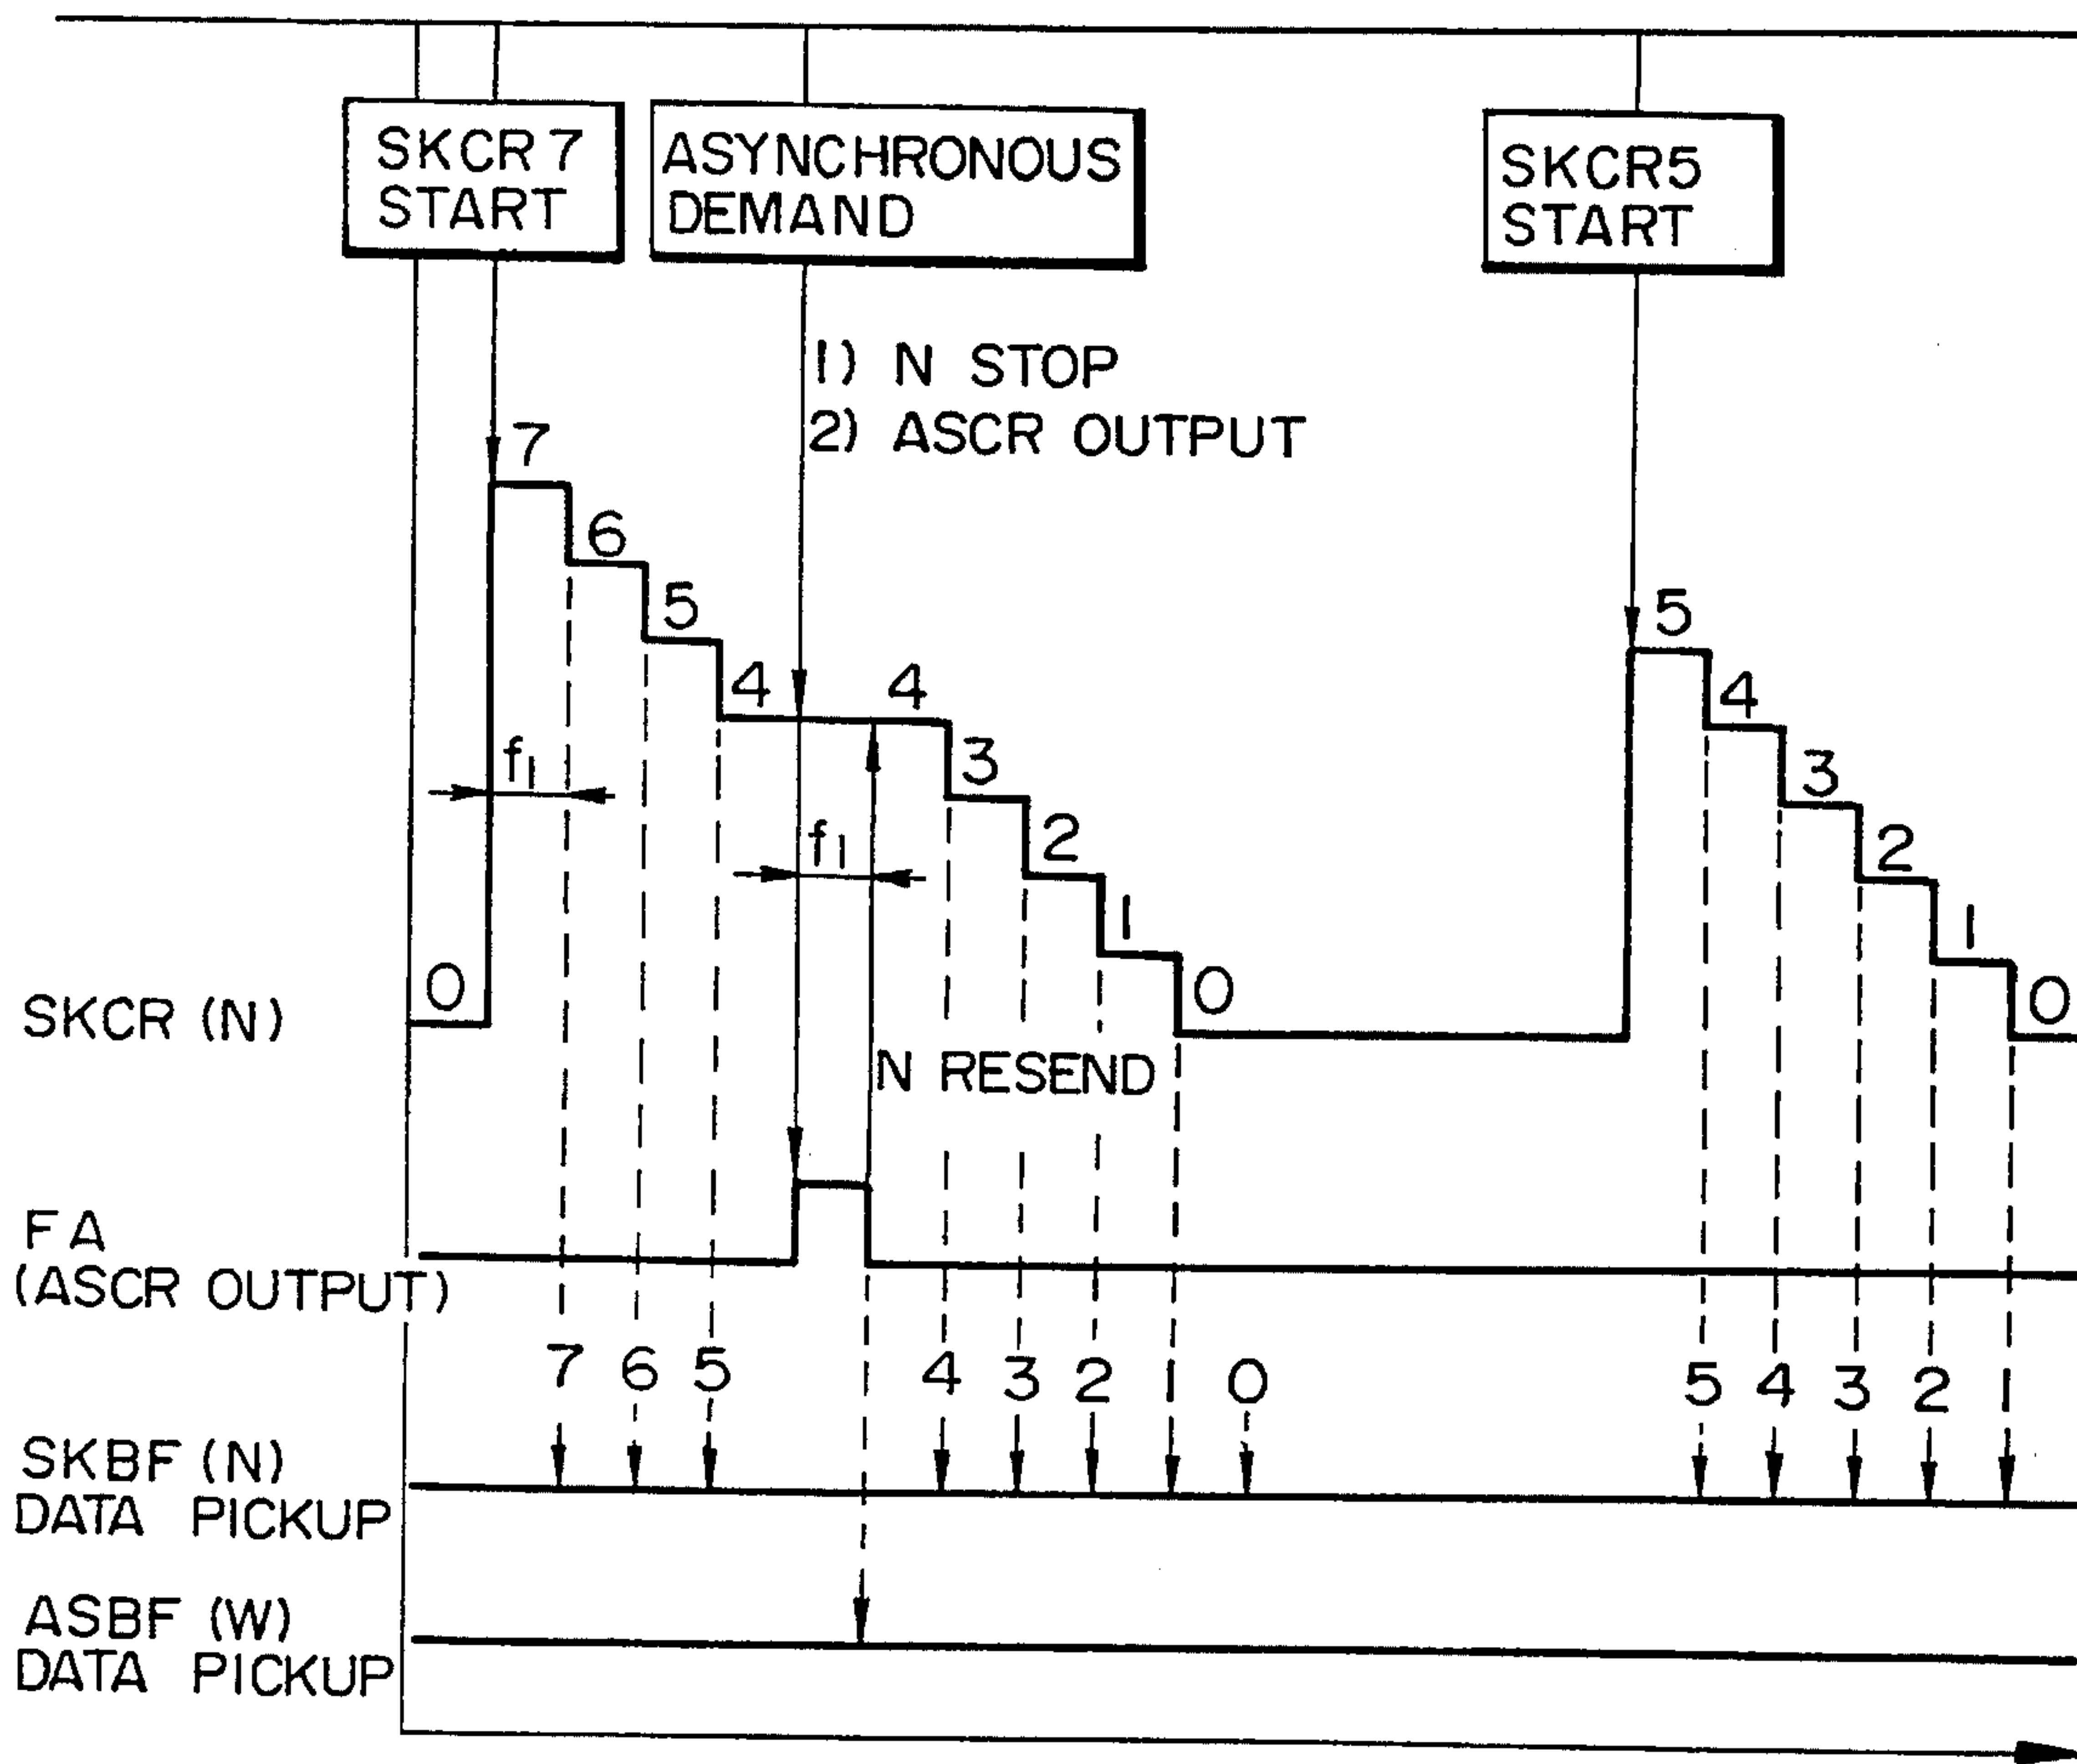 SKCR 7
START
ASYNCHRONOUS
DEMAND
SKCR5
START
1) N STOP
2) ASCR OUTPUT
7
6
5
4
4
3
2
1
0
5
4
3
2
1
0
f1
f1
0
SKCR (N)
N RESEND
FA
(ASCR OUTPUT)
7 6 5 4 3 2 1 0 5 4 3 2 1
SKBF (N)
DATA PICKUP
ASBF (W)
DATA PICKUP